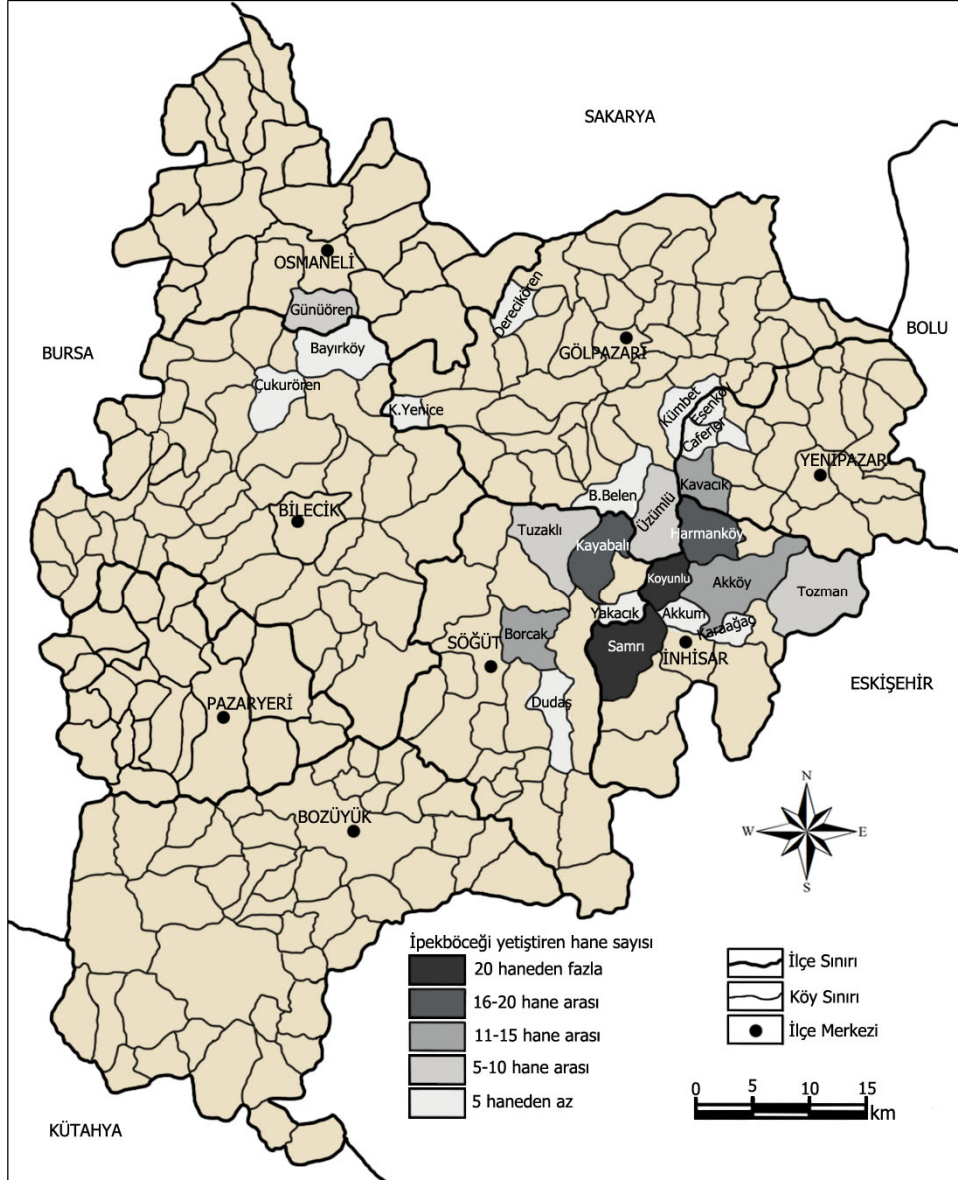 SAKARYA
OSMANELİ
Günüören
Derecikören
BOLU
BURSA
Bayırköy
GÖLPAZARI
Çukurören
K.Yenice
Kümbet
Esenköy
Caferler
YENİPAZAR
B.Belen
Kavacık
BİLECİK
Üzümlü
Tuzaklı
Kayabalı
Harmanköy
Koyunlu
Akköy
Tozman
Yakacık
Akkum
Karaağaç
Borcak
SÖĞÜT
Samrı
İNHİSAR
ESKİŞEHİR
Dudaş
PAZARYERİ
N
BOZÜYÜK
W
E
S
İpekböceği yetiştiren hane sayısı
20 haneden fazla
16-20 hane arası
11-15 hane arası
5-10 hane arası
5 haneden az
İlçe Sınırı
Köy Sınırı
İlçe Merkezi
0 5 10 15
km
KÜTAHYA